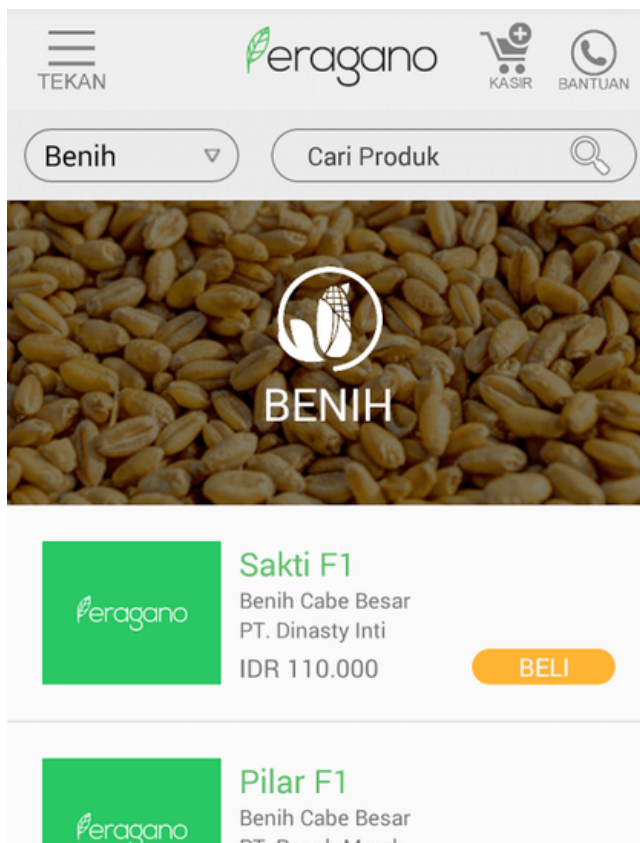 TEKAN
Peragano
KASIR
BANTUAN
Benih
Cari Produk
BENIH
Peragano
Sakti F1
Benih Cabe Besar
PT. Dinasty Inti
IDR 110.000
BELI
Peragano
Pilar F1
Benih Cabe Besar
PT.